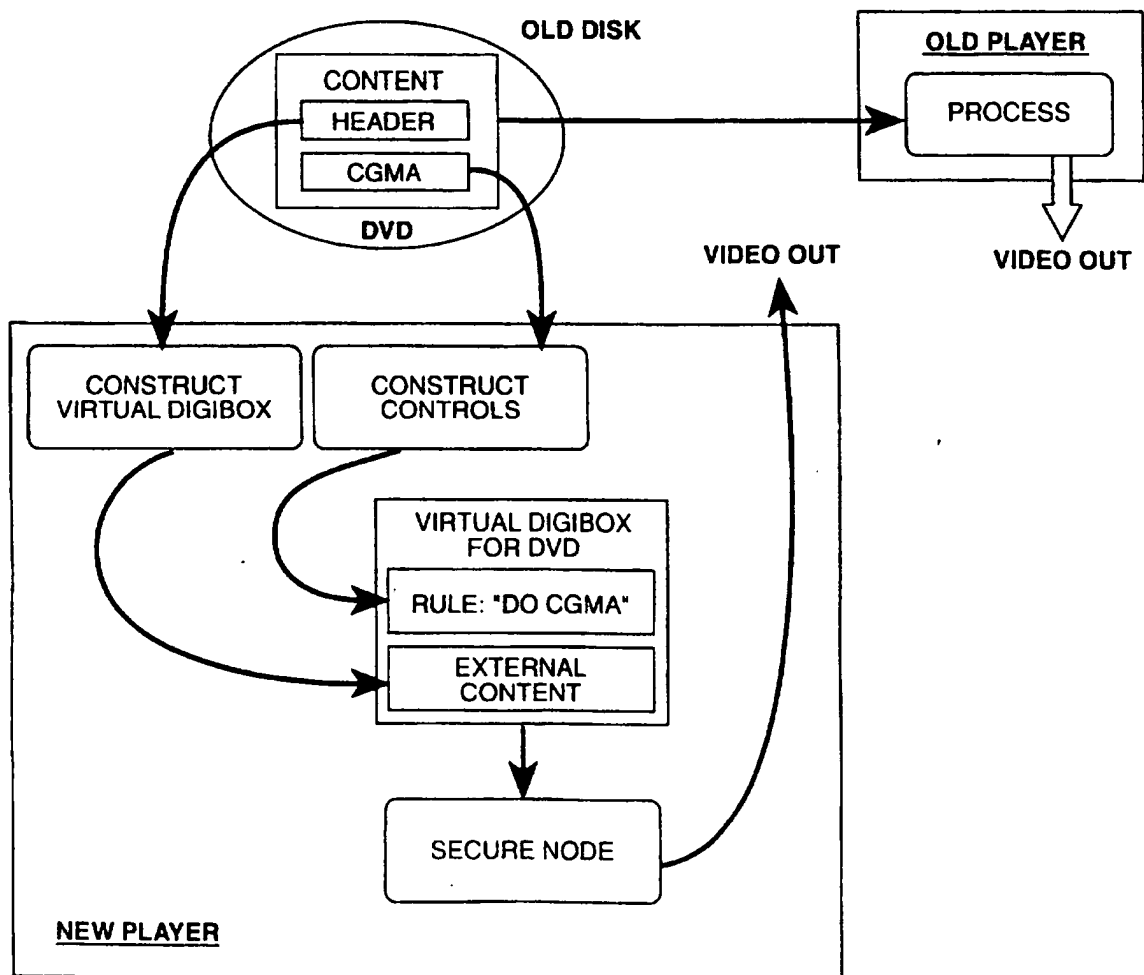 OLD DISK
CONTENT
HEADER
CGMA
DVD
OLD PLAYER
PROCESS
VIDEO OUT
VIDEO OUT
CONSTRUCT
VIRTUAL DIGIBOX
CONSTRUCT
CONTROLS
VIRTUAL DIGIBOX
FOR DVD
RULE: "DO CGMA"
EXTERNAL
CONTENT
SECURE NODE
NEW PLAYER